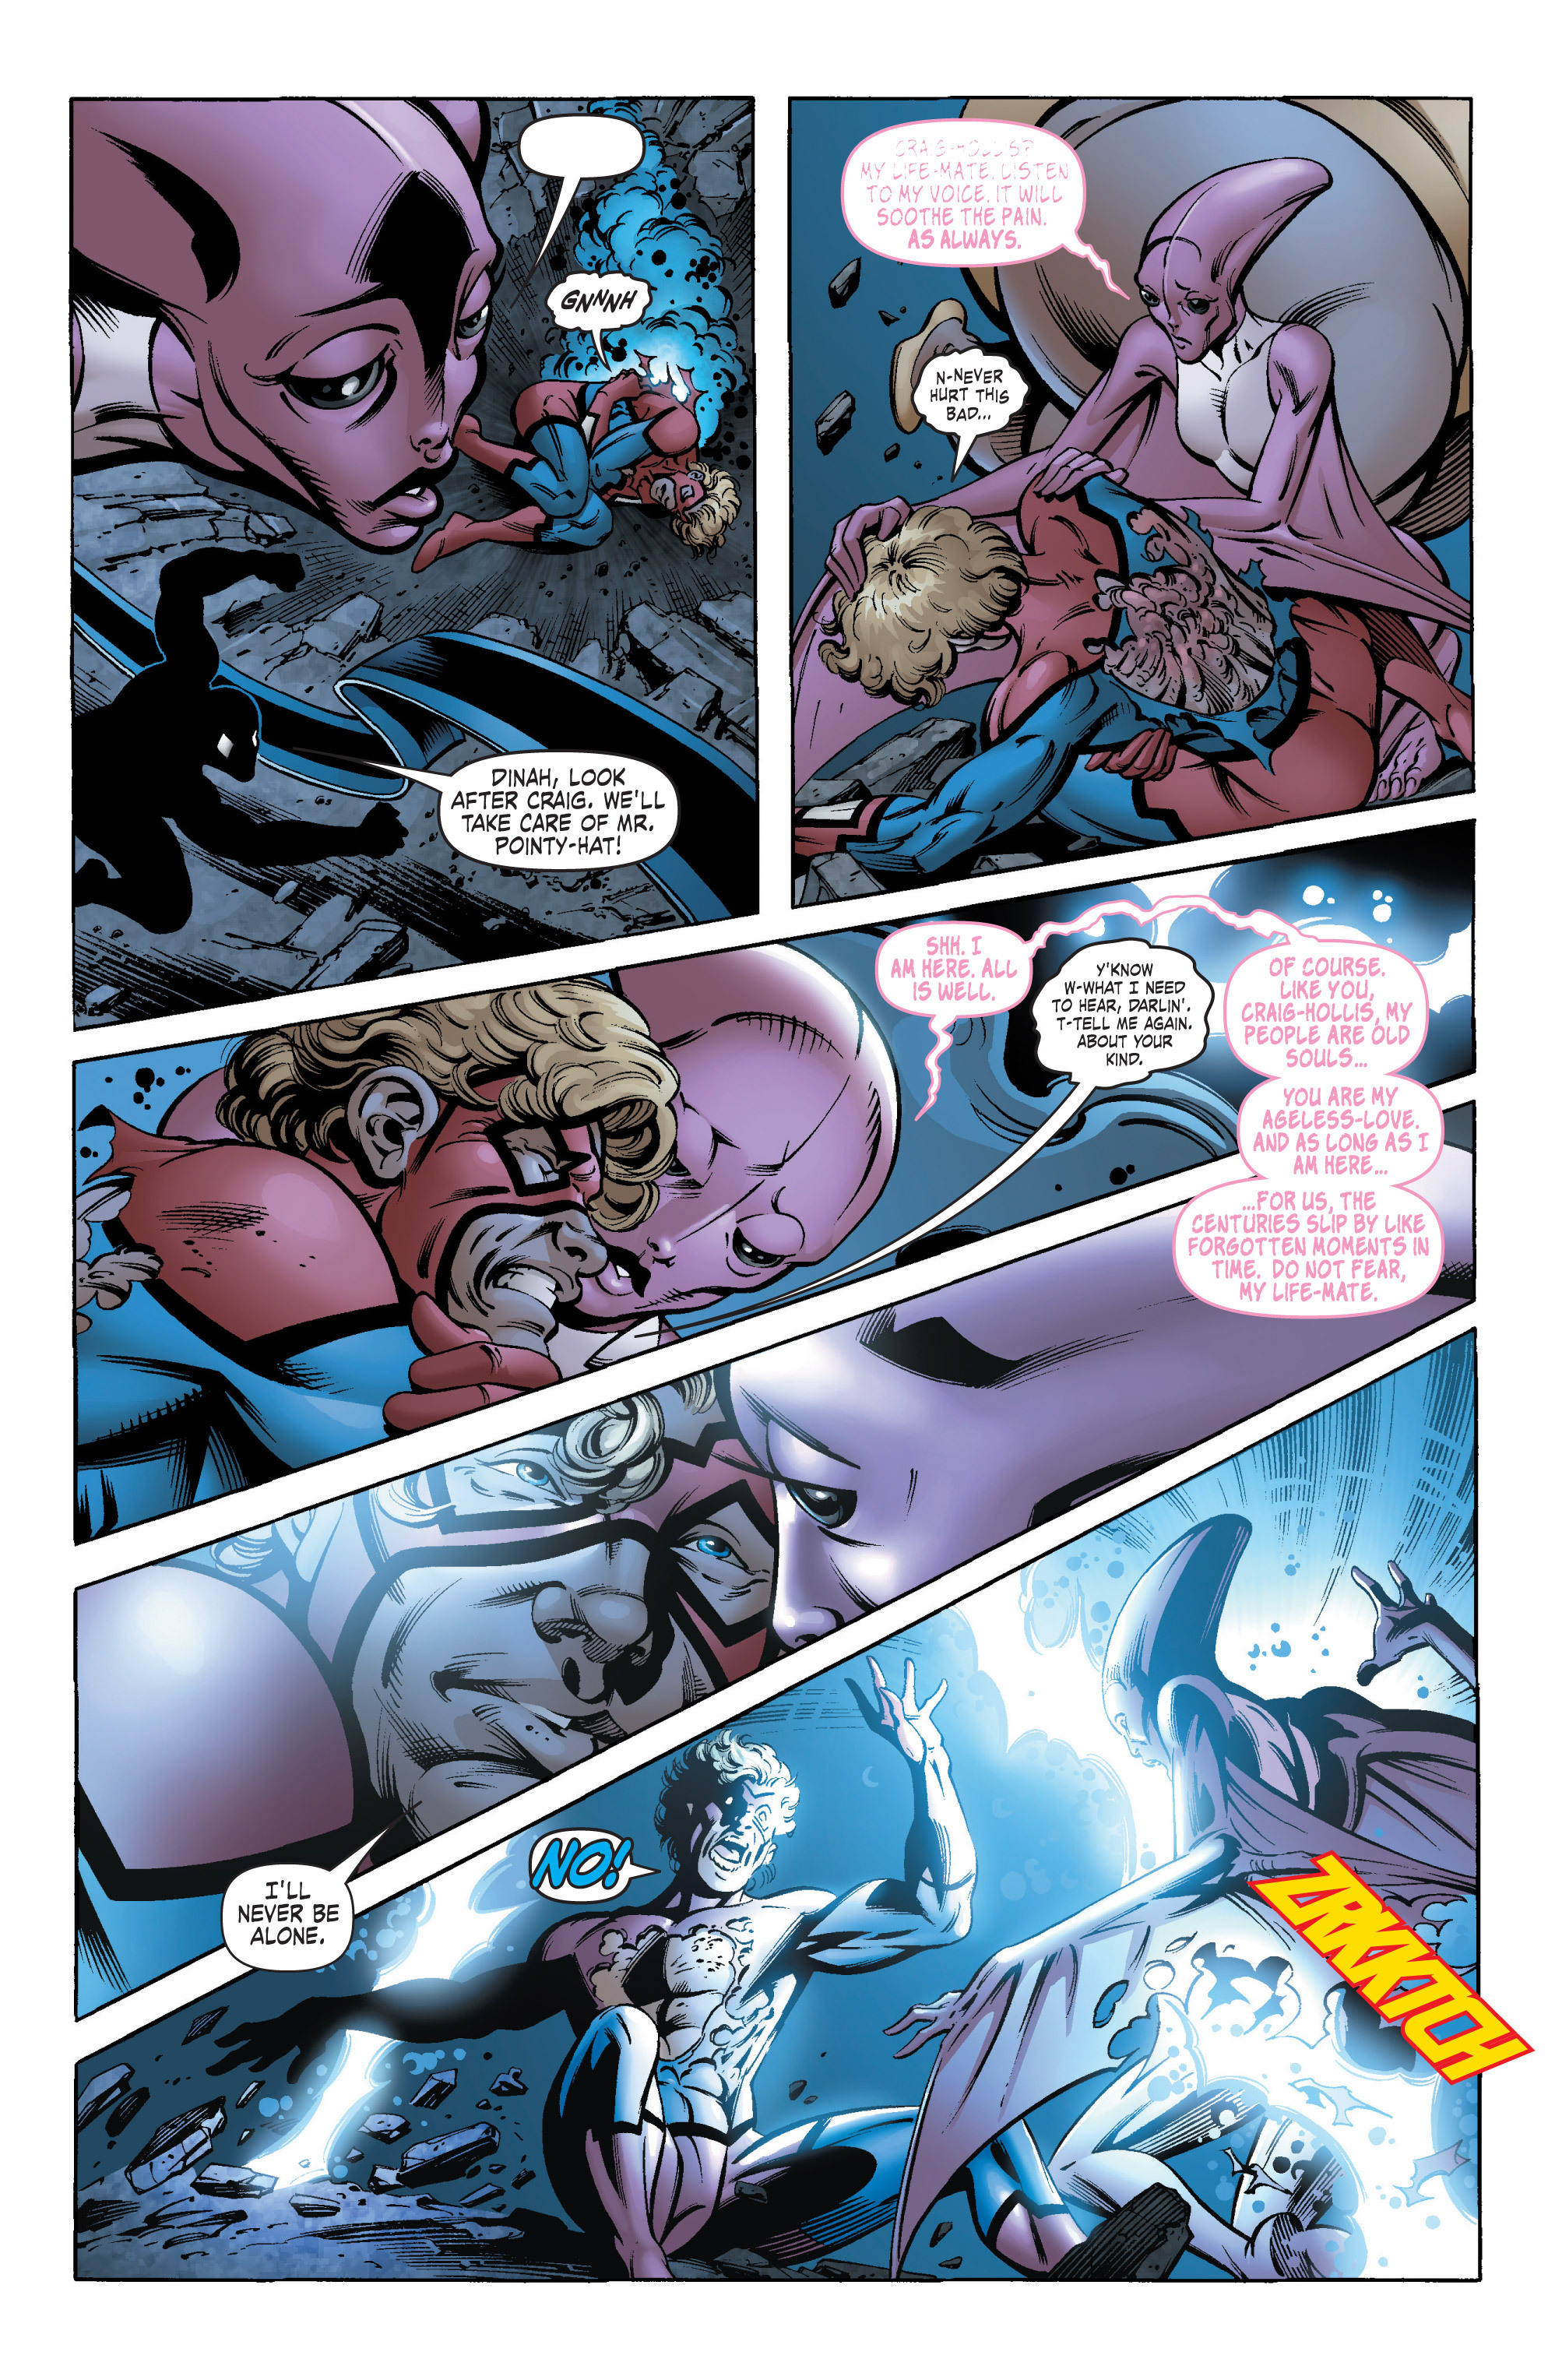 GNNNH
DINAH, LOOK
AFTER CRAIG. WE'LL
TAKE CARE OF MR.
POINTY-HAT!
CRAIG-HOLLIS?
MY LIFE-MATE. LISTEN
TO MY VOICE. IT WILL
SOOTHE THE PAIN.
AS ALWAYS.
N-NEVER
HURT THIS
BAD...
SHH. I
AM HERE. ALL
IS WELL.
Y'KNOW
W-WHAT I NEED
TO HEAR, DARLIN'.
T-TELL ME AGAIN.
ABOUT YOUR
KIND.
OF COURSE.
LIKE YOU,
CRAIG-HOLLIS, MY
PEOPLE ARE OLD
SOULS...
YOU ARE MY
AGELESS-LOVE.
AND AS LONG AS I
AM HERE...
...FOR US, THE
CENTURIES SLIP BY LIKE
FORGOTTEN MOMENTS IN
TIME. DO NOT FEAR,
MY LIFE-MATE.
I'LL
NEVER BE
ALONE.
NO!
ZRKKTCH